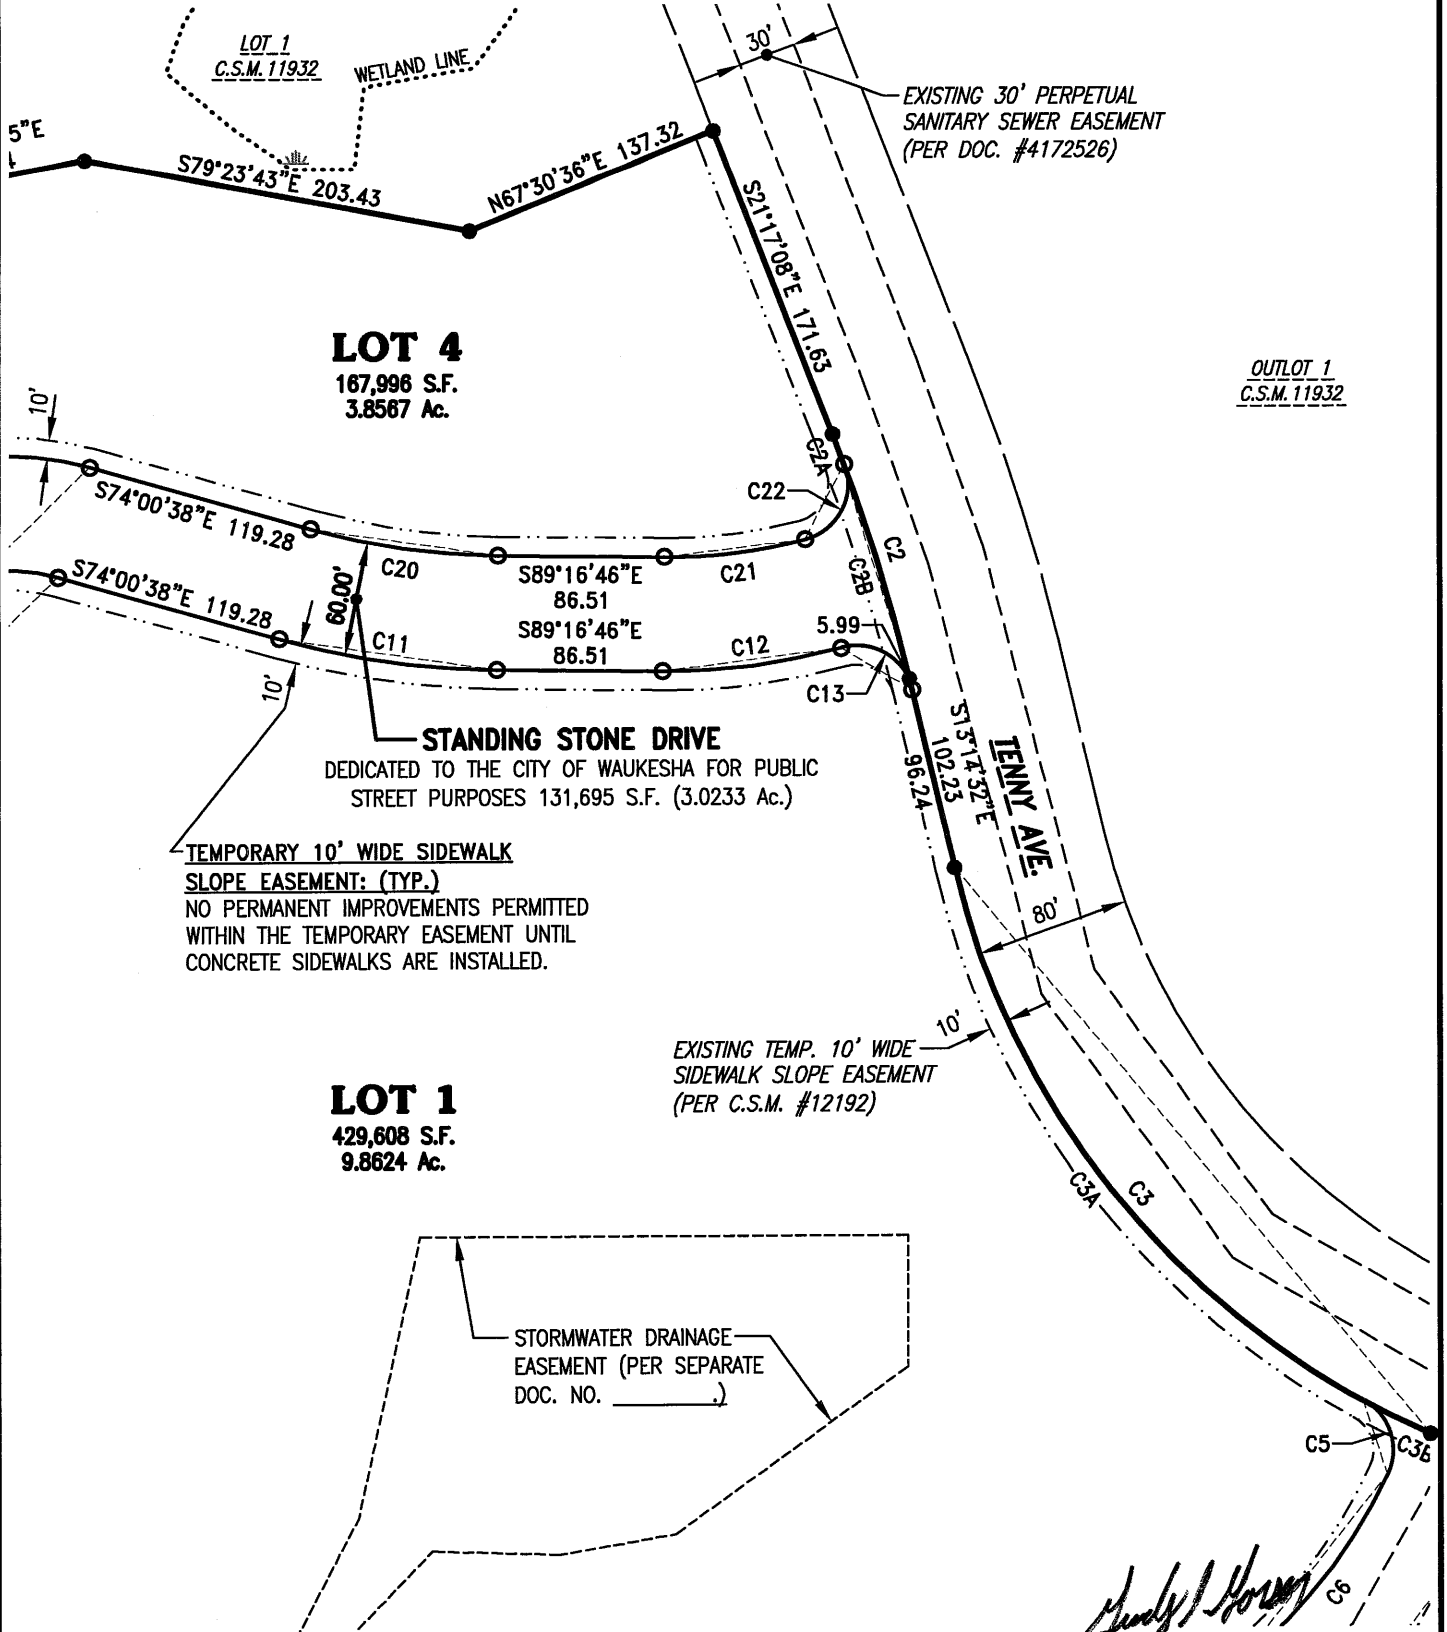 LOT 1
C.S.M. 11932
WETLAND LINE
30'
EXISTING 30' PERPETUAL
SANITARY SEWER EASEMENT
(PER DOC. #4172526)
5"E
S79°23'43"E 203.43
N67°30'36"E 137.32
S21°17'08"E 171.63
LOT 4
167,996 S.F.
3.8567 Ac.
OUTLOT 1
C.S.M. 11932
10'
S74°00'38"E 119.28
C20
S89°16'46"E
86.51
C21
C22
C2A
C2
C2B
S74°00'38"E 119.28
60.00'
C11
S89°16'46"E
86.51
C12
5.99
C13
10'
STANDING STONE DRIVE
DEDICATED TO THE CITY OF WAUKESHA FOR PUBLIC
STREET PURPOSES 131,695 S.F. (3.0233 Ac.)
S13°14'32"E
102.23
96.24
TENNY AVE.
TEMPORARY 10' WIDE SIDEWALK
SLOPE EASEMENT: (TYP.)
NO PERMANENT IMPROVEMENTS PERMITTED
WITHIN THE TEMPORARY EASEMENT UNTIL
CONCRETE SIDEWALKS ARE INSTALLED.
80'
10'
EXISTING TEMP. 10' WIDE
SIDEWALK SLOPE EASEMENT
(PER C.S.M. #12192)
LOT 1
429,608 S.F.
9.8624 Ac.
C3A
C3
STORMWATER DRAINAGE
EASEMENT (PER SEPARATE
DOC. NO. ________.)
C5
C3B
C6